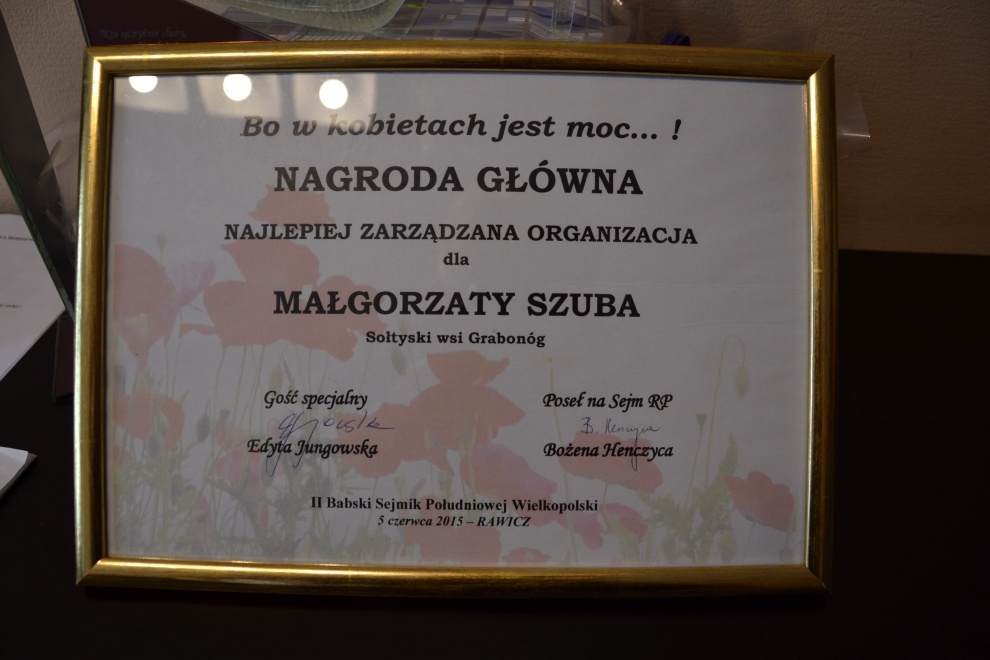 Bo w kobietach jest moc... !
NAGRODA GŁÓWNA
NAJLEPIEJ ZARZĄDZANA ORGANIZACJA
dla
MAŁGORZATY SZUBA
Sołtyski wsi Grabonóg
Gość specjalny
Poseł na Sejm RP
B. Henczyca
Edyta Jungowska
Bożena Henczyca
II Babski Sejmik Południowej Wielkopolski
5 czerwca 2015 – RAWICZ